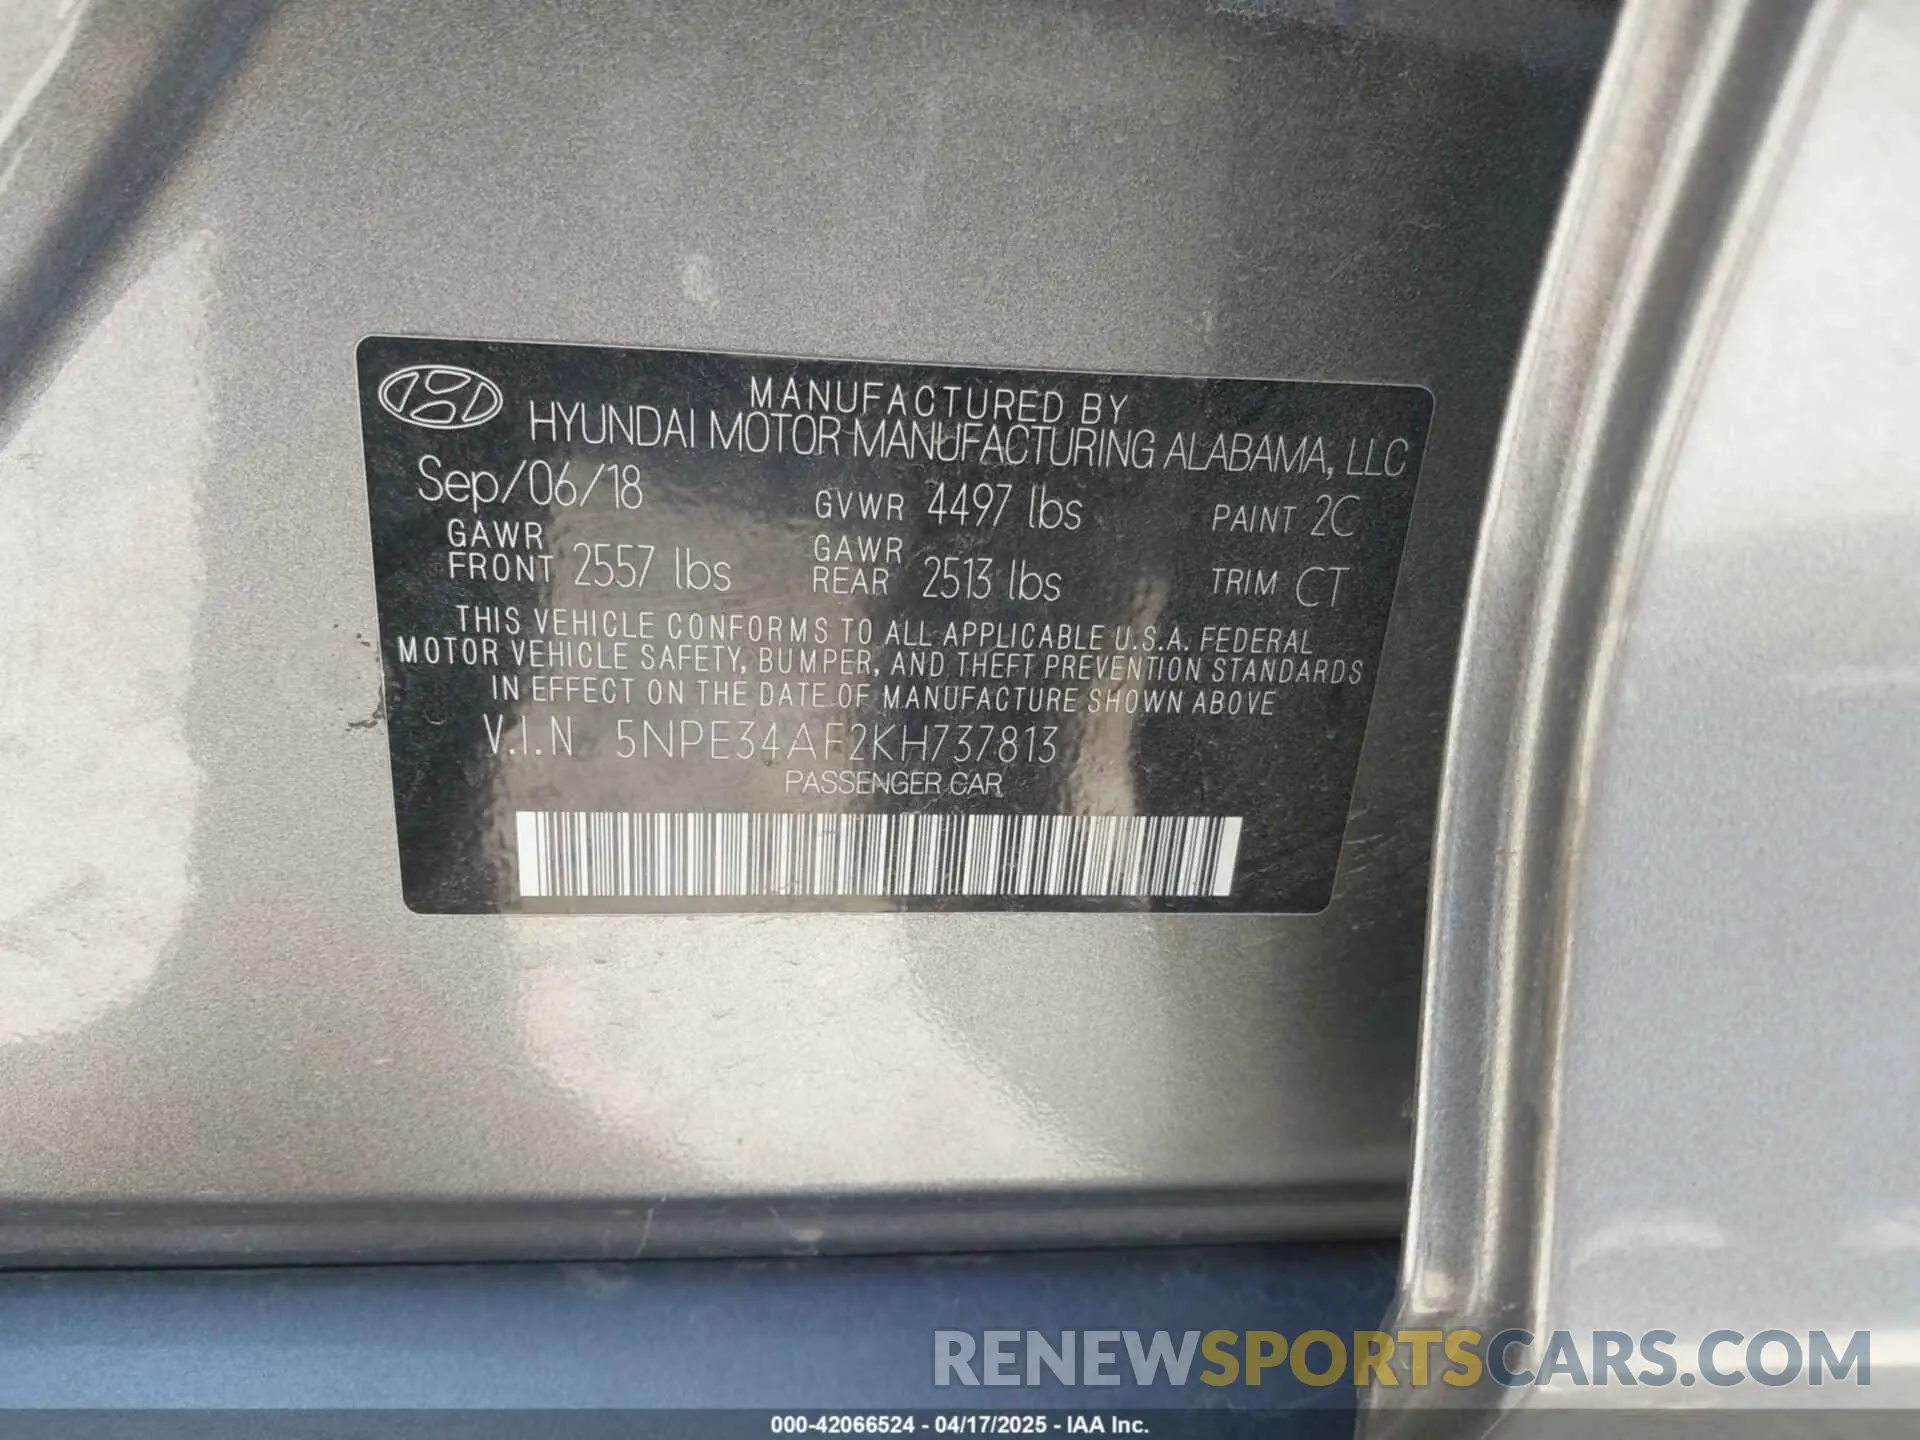 MANUFACTURED BY
HYUNDAI MOTOR MANUFACTURING ALABAMA, LLC
Sep/06/18 GVWR 4497 lbs PAINT 2C
GAWR FRONT 2557 lbs GAWR REAR 2513 lbs TRIM CT
THIS VEHICLE CONFORMS TO ALL APPLICABLE U.S.A. FEDERAL
MOTOR VEHICLE SAFETY, BUMPER, AND THEFT PREVENTION STANDARDS
IN EFFECT ON THE DATE OF MANUFACTURE SHOWN ABOVE
V.I.N 5NPE34AF2KH737813
PASSENGER CAR
RENEWSPORTSCARS.COM
000-42066524 - 04/17/2025 - IAA Inc.